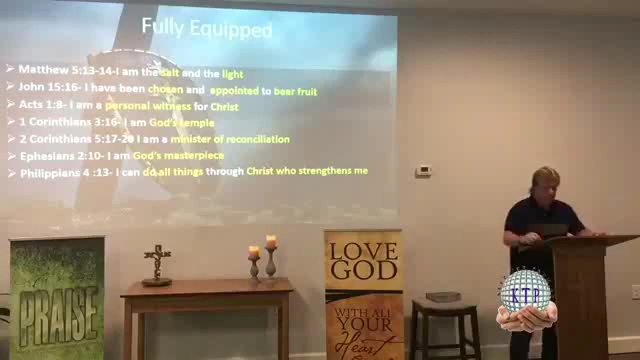 Fully Equipped
➢ Matthew 5:13-14-I am the salt and the light
➢ John 15:16- I have been chosen and appointed to bear fruit
➢ Acts 1:8- I am a personal witness for Christ
➢ 1 Corinthians 3:16- I am God's temple
➢ 2 Corinthians 5:17-20 I am a minister of reconciliation
➢ Ephesians 2:10- I am God's masterpiece
➢ Philippians 4 :13- I can do all things through Christ who strengthens me
PRAISE
LOVE
GOD
WITH ALL
YOUR
Heart
KTP